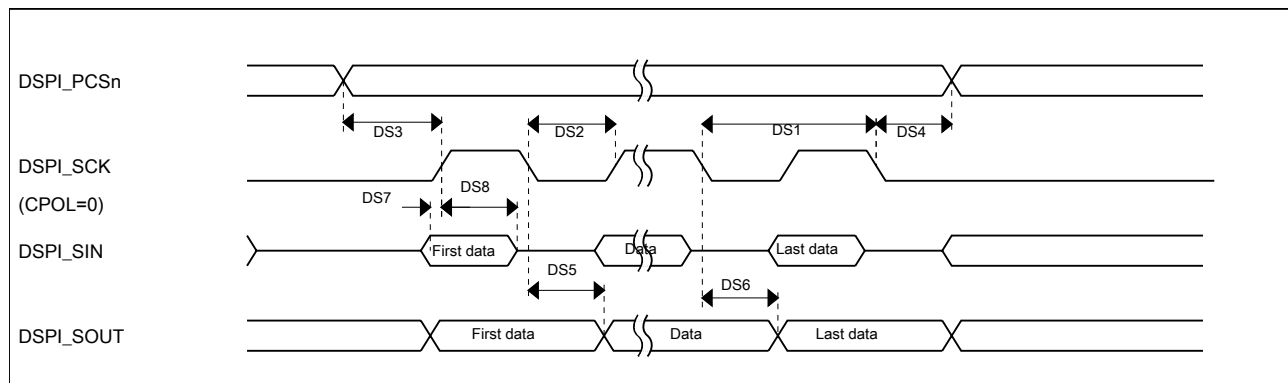 DSPI_PCSn
DS3
DS2
DS1
DS4
DSPI_SCK
(CPOL=0)
DS7
DS8
DSPI_SIN
First data
Data
Last data
DS5
DS6
DSPI_SOUT
First data
Data
Last data